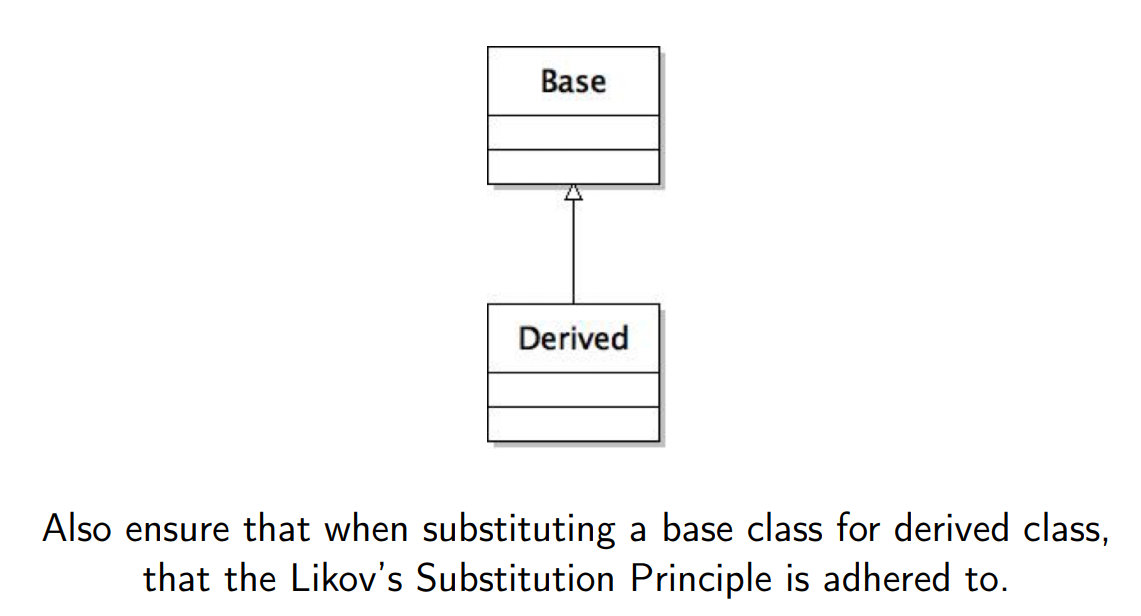 Base
Derived
Also ensure that when substituting a base class for derived class,
that the Likov's Substitution Principle is adhered to.